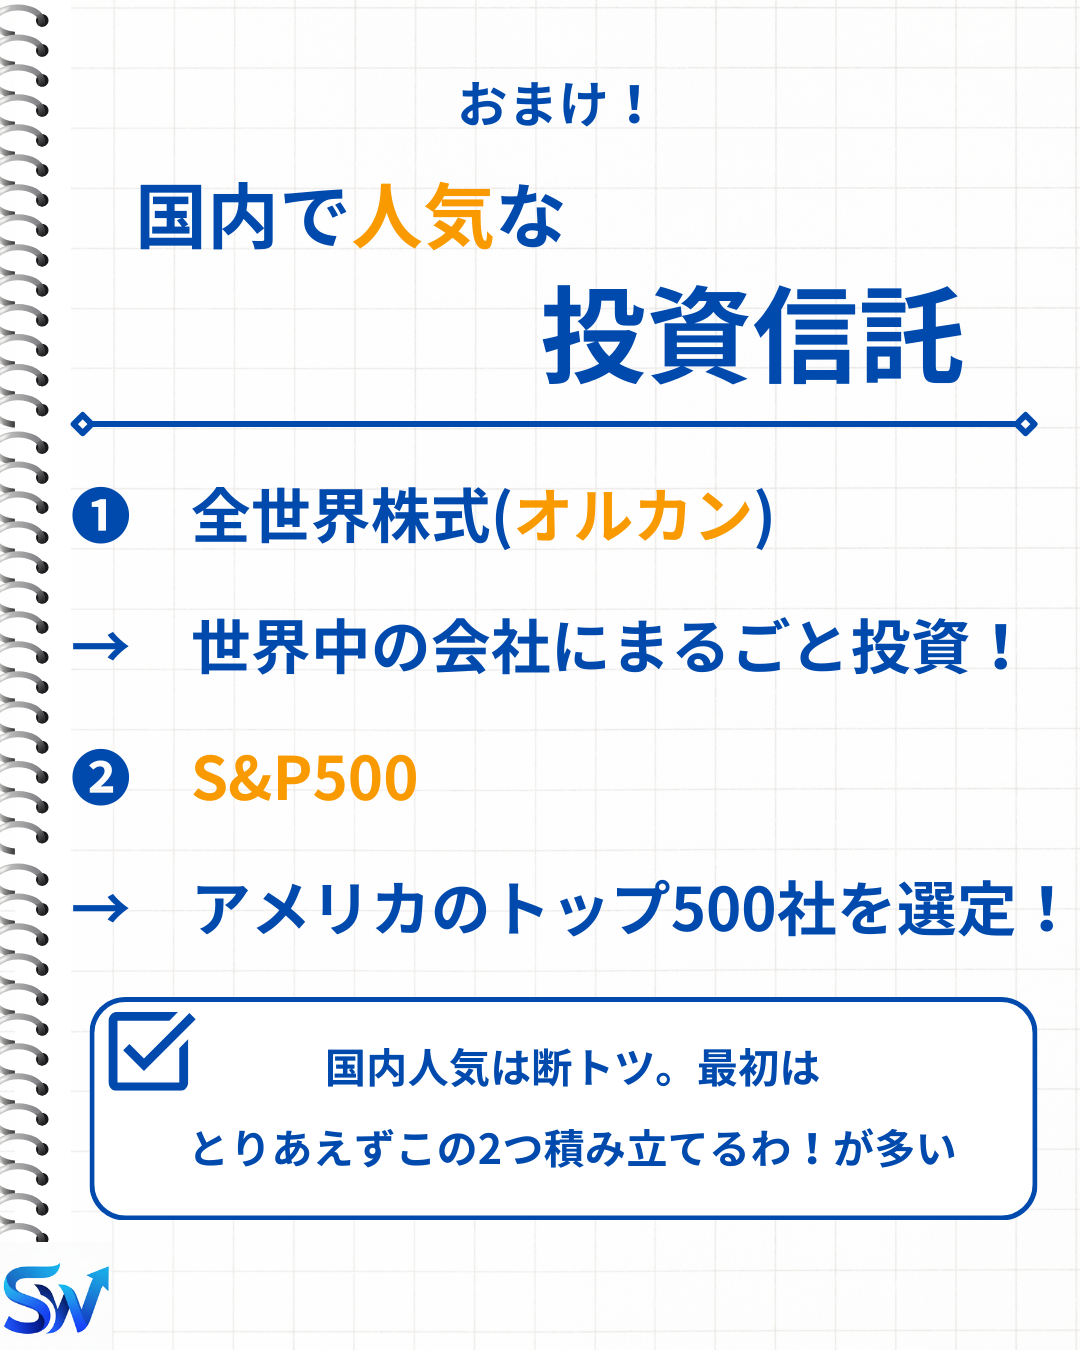 おまけ！
国内で人気な
投資信託
❶ 全世界株式(オルカン)
→ 世界中の会社にまるごと投資！
❷ S&P500
→ アメリカのトップ500社を選定！
国内人気は断トツ。最初は
とりあえずこの2つ積み立てるわ！が多い
SW